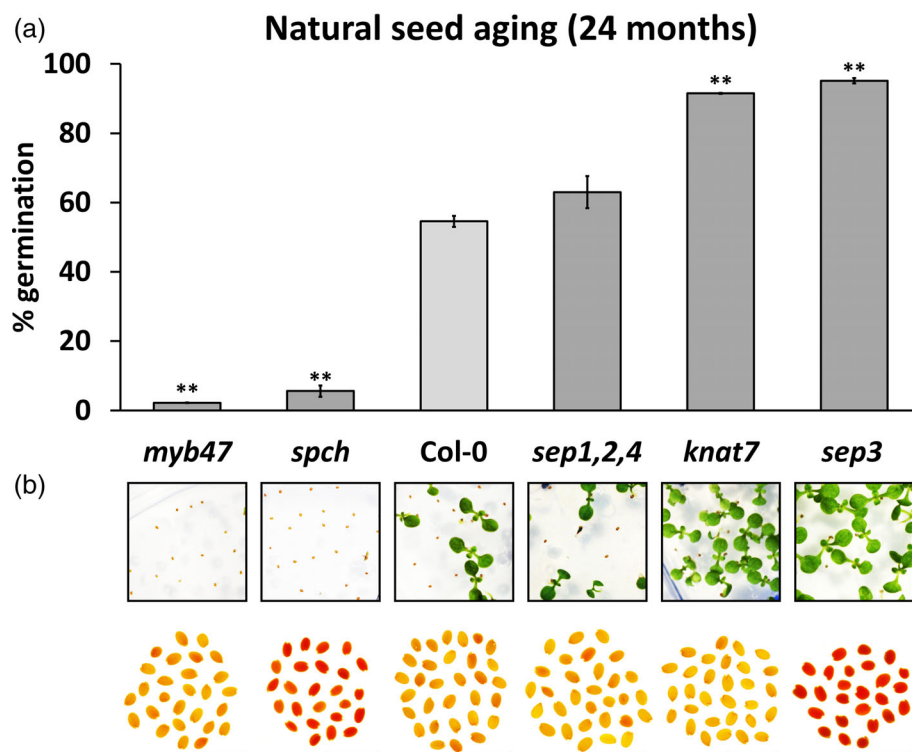 (a)
Natural seed aging (24 months)
% germination
100
80
60
40
20
0
**
**
**
**
myb47 spch Col-0 sep1,2,4 knat7 sep3
(b)